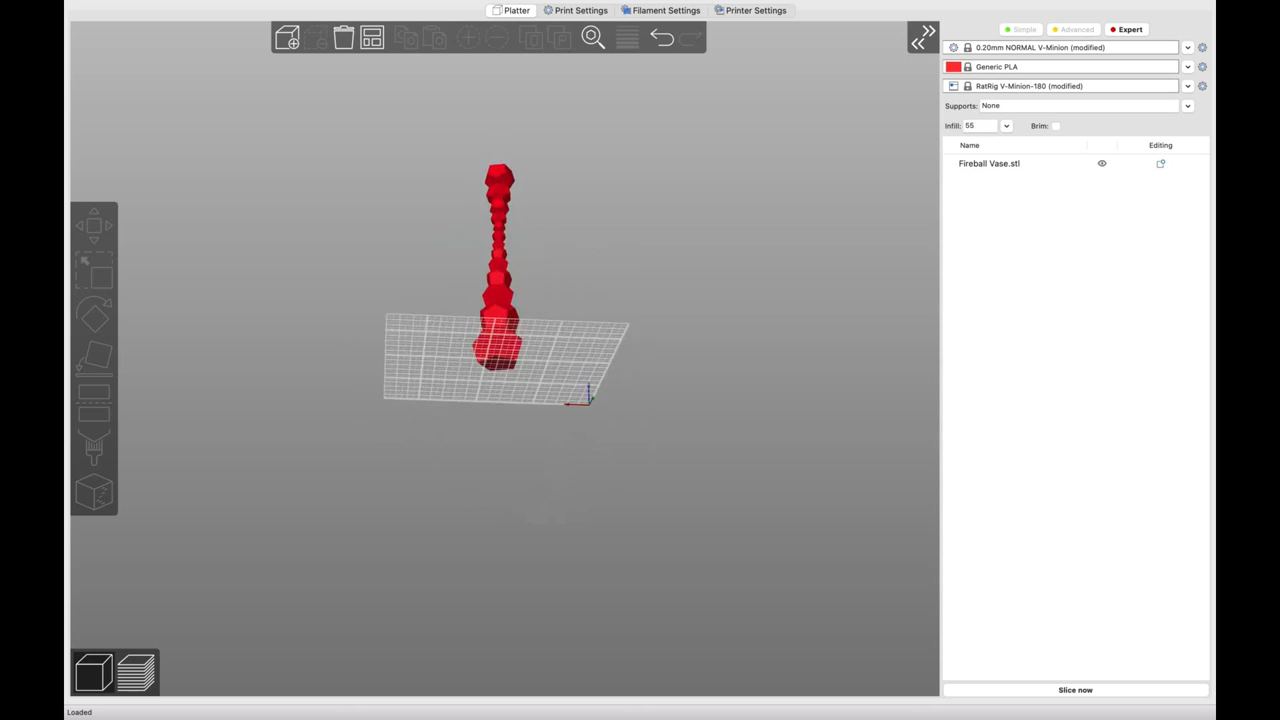 Platter Print Settings Filament Settings Printer Settings
Simple Advanced Expert
0.20mm NORMAL V-Minion (modified)
Generic PLA
RatRig V-Minion-180 (modified)
Supports: None
Infill: 55 Brim:
Name Editing
Fireball Vase.stl
Slice now
Loaded